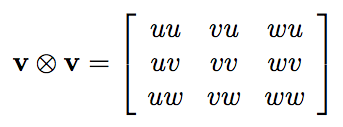 v ⊗ v = [ uu vu wu
uv vv wv
uw vw ww ]